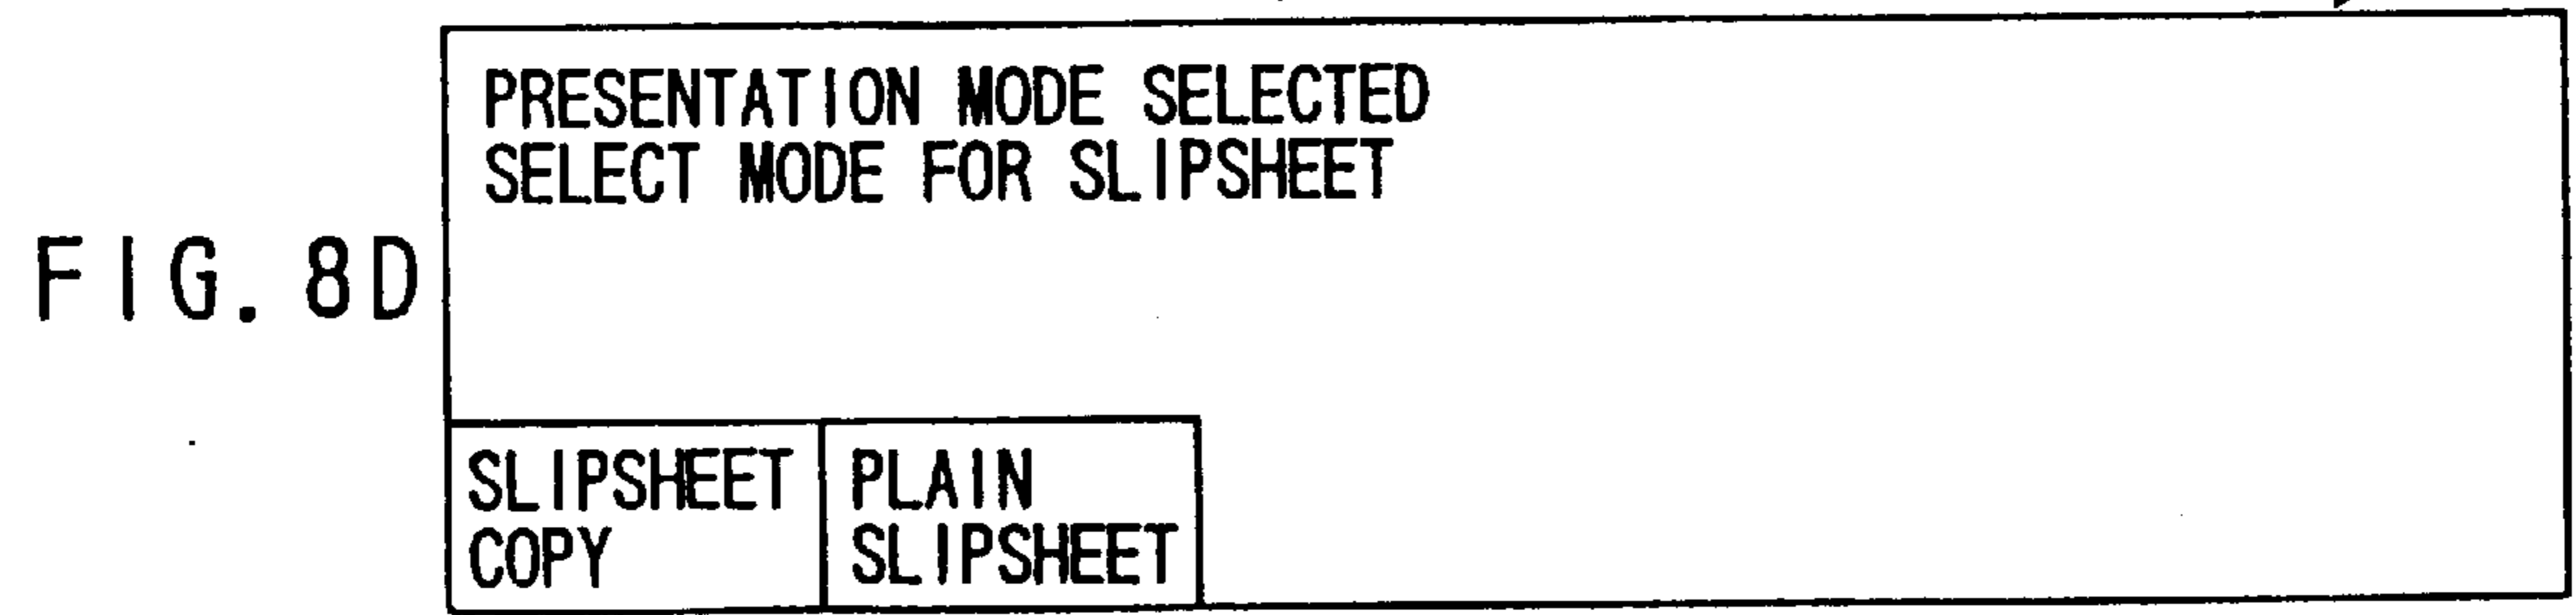 PRESENTATION MODE SELECTED
SELECT MODE FOR SLIPSHEET
FIG. 8D
SLIPSHEET
COPY
PLAIN
SLIPSHEET